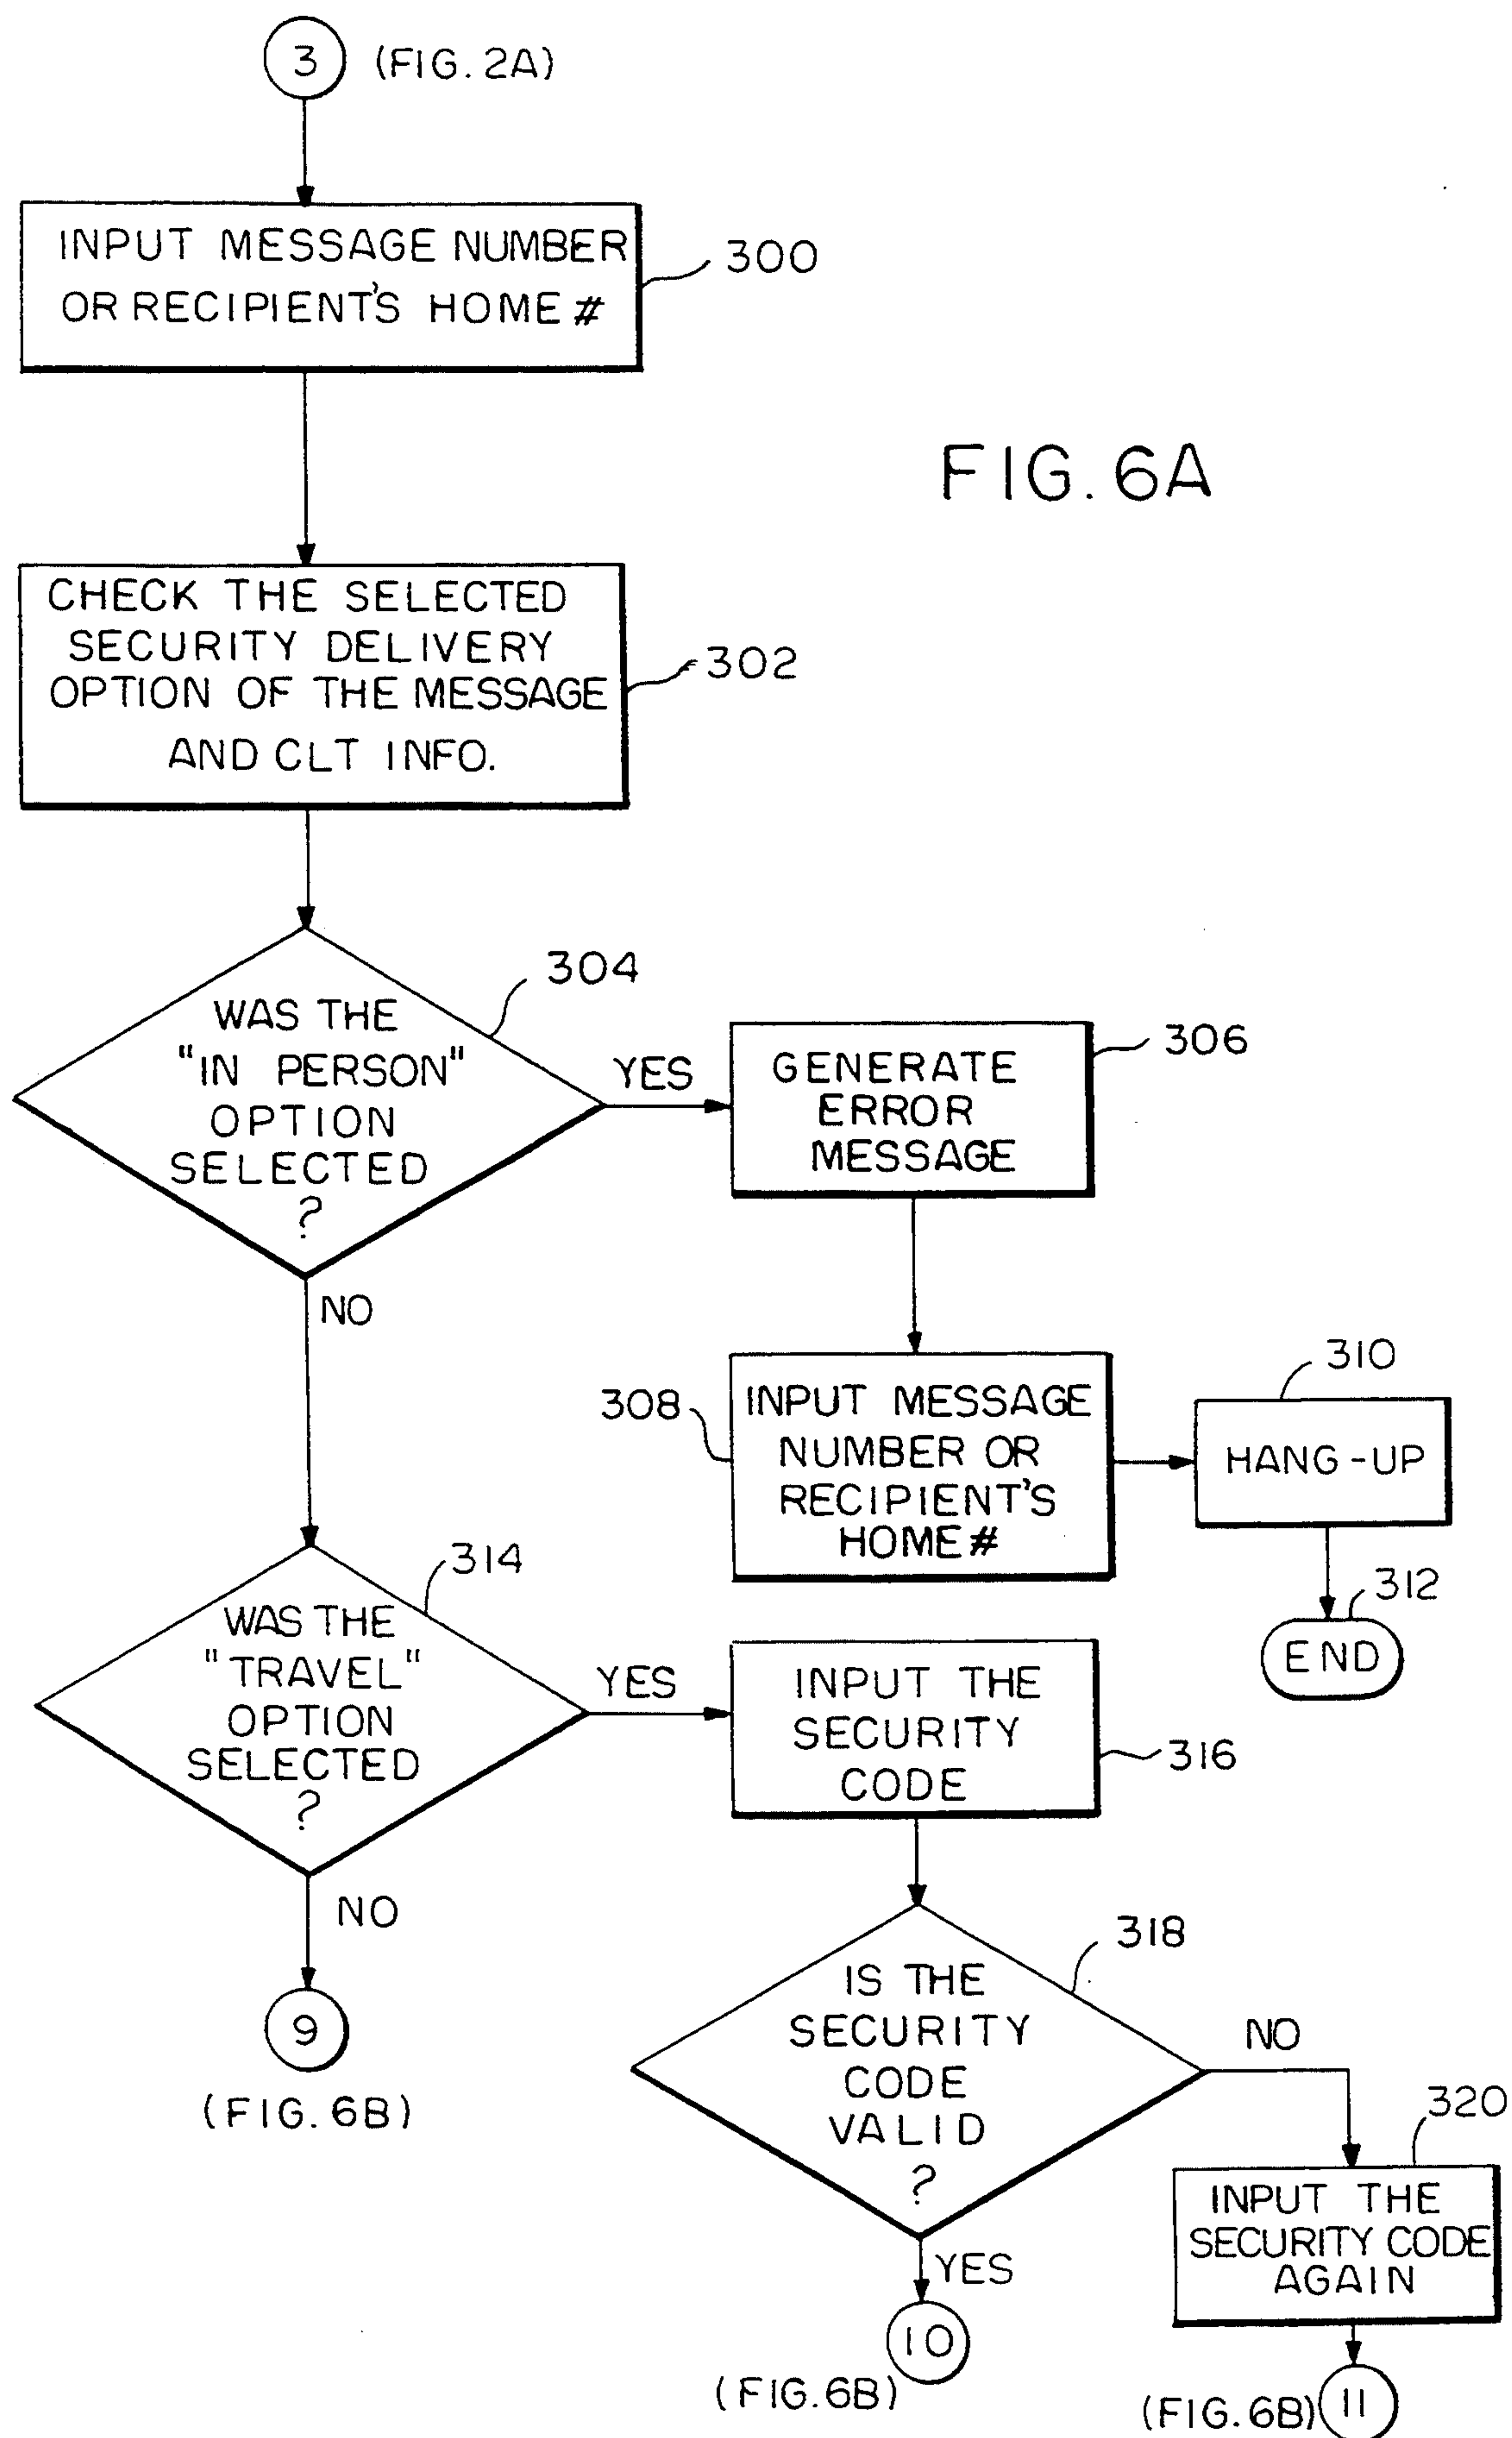 3 (FIG. 2A)
INPUT MESSAGE NUMBER
OR RECIPIENT'S HOME #
300
FIG. 6A
CHECK THE SELECTED
SECURITY DELIVERY
OPTION OF THE MESSAGE
AND CLT INFO.
302
304
WAS THE
"IN PERSON"
OPTION
SELECTED
?
YES
GENERATE
ERROR
MESSAGE
306
NO
308
INPUT MESSAGE
NUMBER OR
RECIPIENT'S
HOME #
310
HANG-UP
312
END
314
WAS THE
"TRAVEL"
OPTION
SELECTED
?
YES
INPUT THE
SECURITY
CODE
316
NO
9
(FIG. 6B)
318
IS THE
SECURITY
CODE
VALID
?
NO
320
INPUT THE
SECURITY CODE
AGAIN
YES
10
(FIG. 6B)
(FIG. 6B) 11